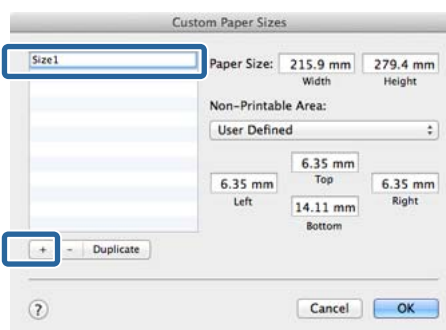 Custom Paper Sizes
Size1
Paper Size: 215.9 mm 279.4 mm
Width Height
Non-Printable Area:
User Defined
6.35 mm
Top
6.35 mm 6.35 mm
Left Right
14.11 mm
Bottom
+ - Duplicate
? Cancel OK